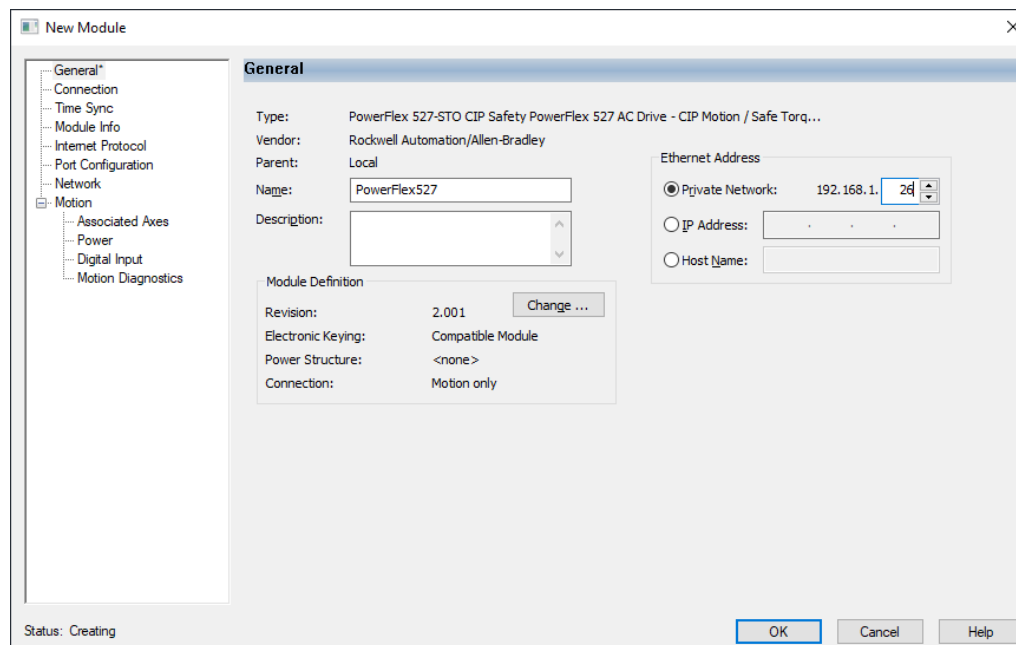 New Module
General*
Connection
Time Sync
Module Info
Internet Protocol
Port Configuration
Network
Motion
Associated Axes
Power
Digital Input
Motion Diagnostics
General
Type: PowerFlex 527-STO CIP Safety PowerFlex 527 AC Drive - CIP Motion / Safe Torq...
Vendor: Rockwell Automation/Allen-Bradley
Parent: Local
Name: PowerFlex527
Description:
Ethernet Address
Private Network: 192.168.1. 26
IP Address: . . .
Host Name:
Module Definition
Revision: 2.001 Change ...
Electronic Keying: Compatible Module
Power Structure: <none>
Connection: Motion only
Status: Creating
OK Cancel Help